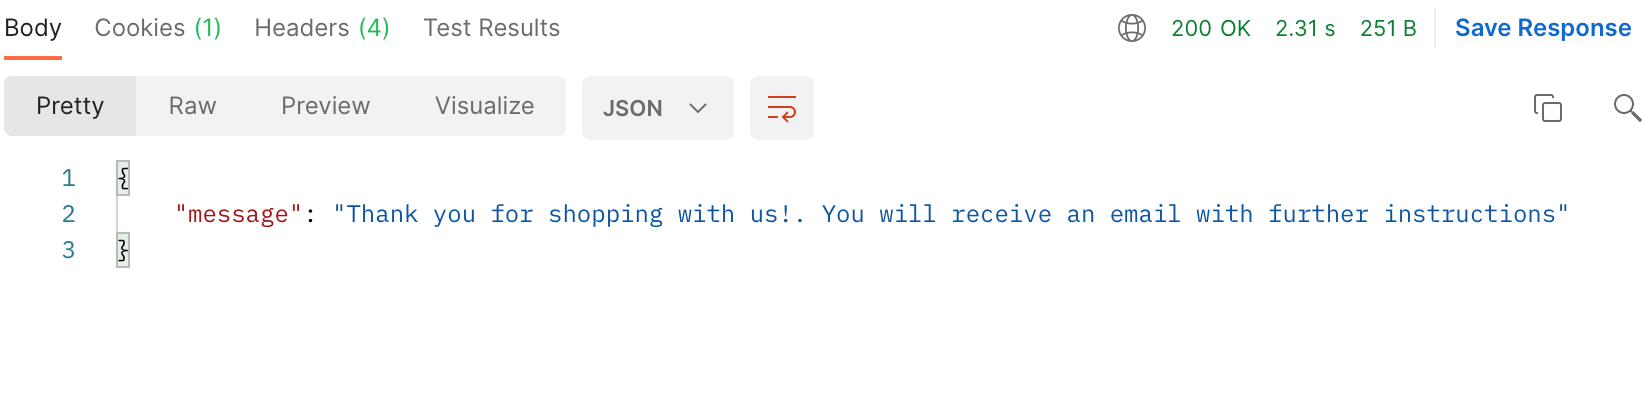 Body Cookies (1) Headers (4) Test Results 200 OK 2.31 s 251 B Save Response
Pretty Raw Preview Visualize JSON
1 {
2 "message": "Thank you for shopping with us!. You will receive an email with further instructions"
3 }